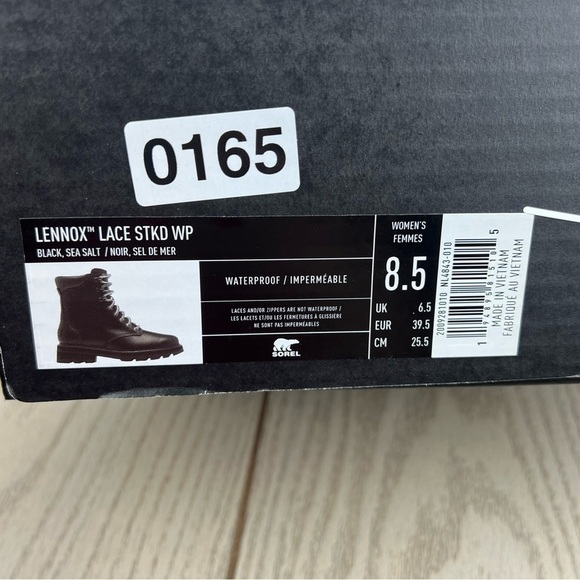 0165
LENNOX™ LACE STKD WP
BLACK, SEA SALT / NOIR, SEL DE MER
WATERPROOF / IMPERMÉABLE
LACES AND/OR ZIPPERS ARE NOT WATERPROOF /
LES LACETS ET/OU LES FERMETURES À GLISSIÈRE
NE SONT PAS IMPERMÉABLES
SOREL
WOMEN'S
FEMMES
8.5
UK 6.5
EUR 39.5
CM 25.5
2009281010 NL4843-010
MADE IN VIETNAM
FABRIQUÉ AU VIETNAM